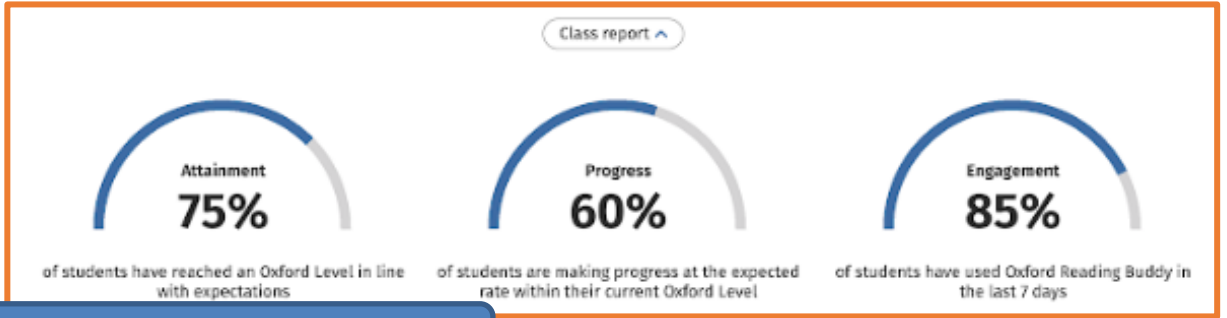 Class report
Attainment
75%
of students have reached an Oxford Level in line
with expectations
Progress
60%
of students are making progress at the expected
rate within their current Oxford Level
Engagement
85%
of students have used Oxford Reading Buddy in
the last 7 days